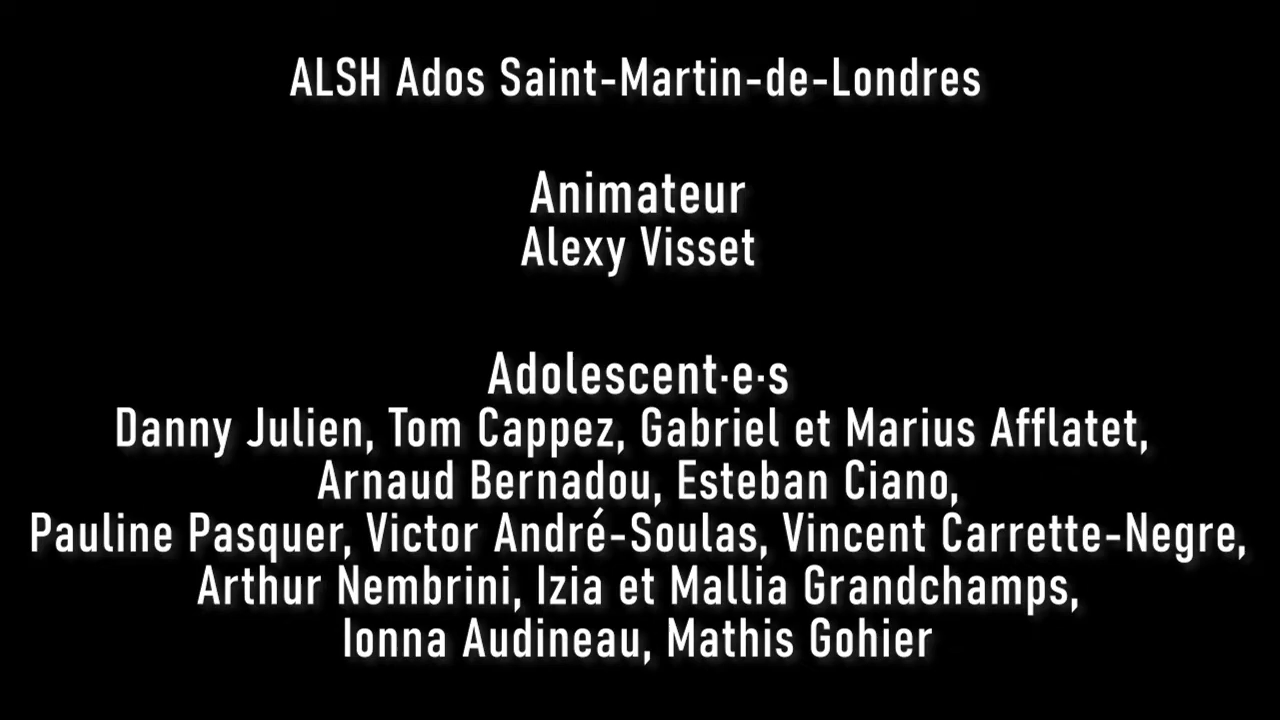 ALSH Ados Saint-Martin-de-Londres
Animateur
Alexy Visset
Adolescent·e·s
Danny Julien, Tom Cappez, Gabriel et Marius Afflatet,
Arnaud Bernadou, Esteban Ciano,
Pauline Pasquer, Victor André-Soulas, Vincent Carrette-Negre,
Arthur Nembrini, Izia et Mallia Grandchamps,
Ionna Audineau, Mathis Gohier